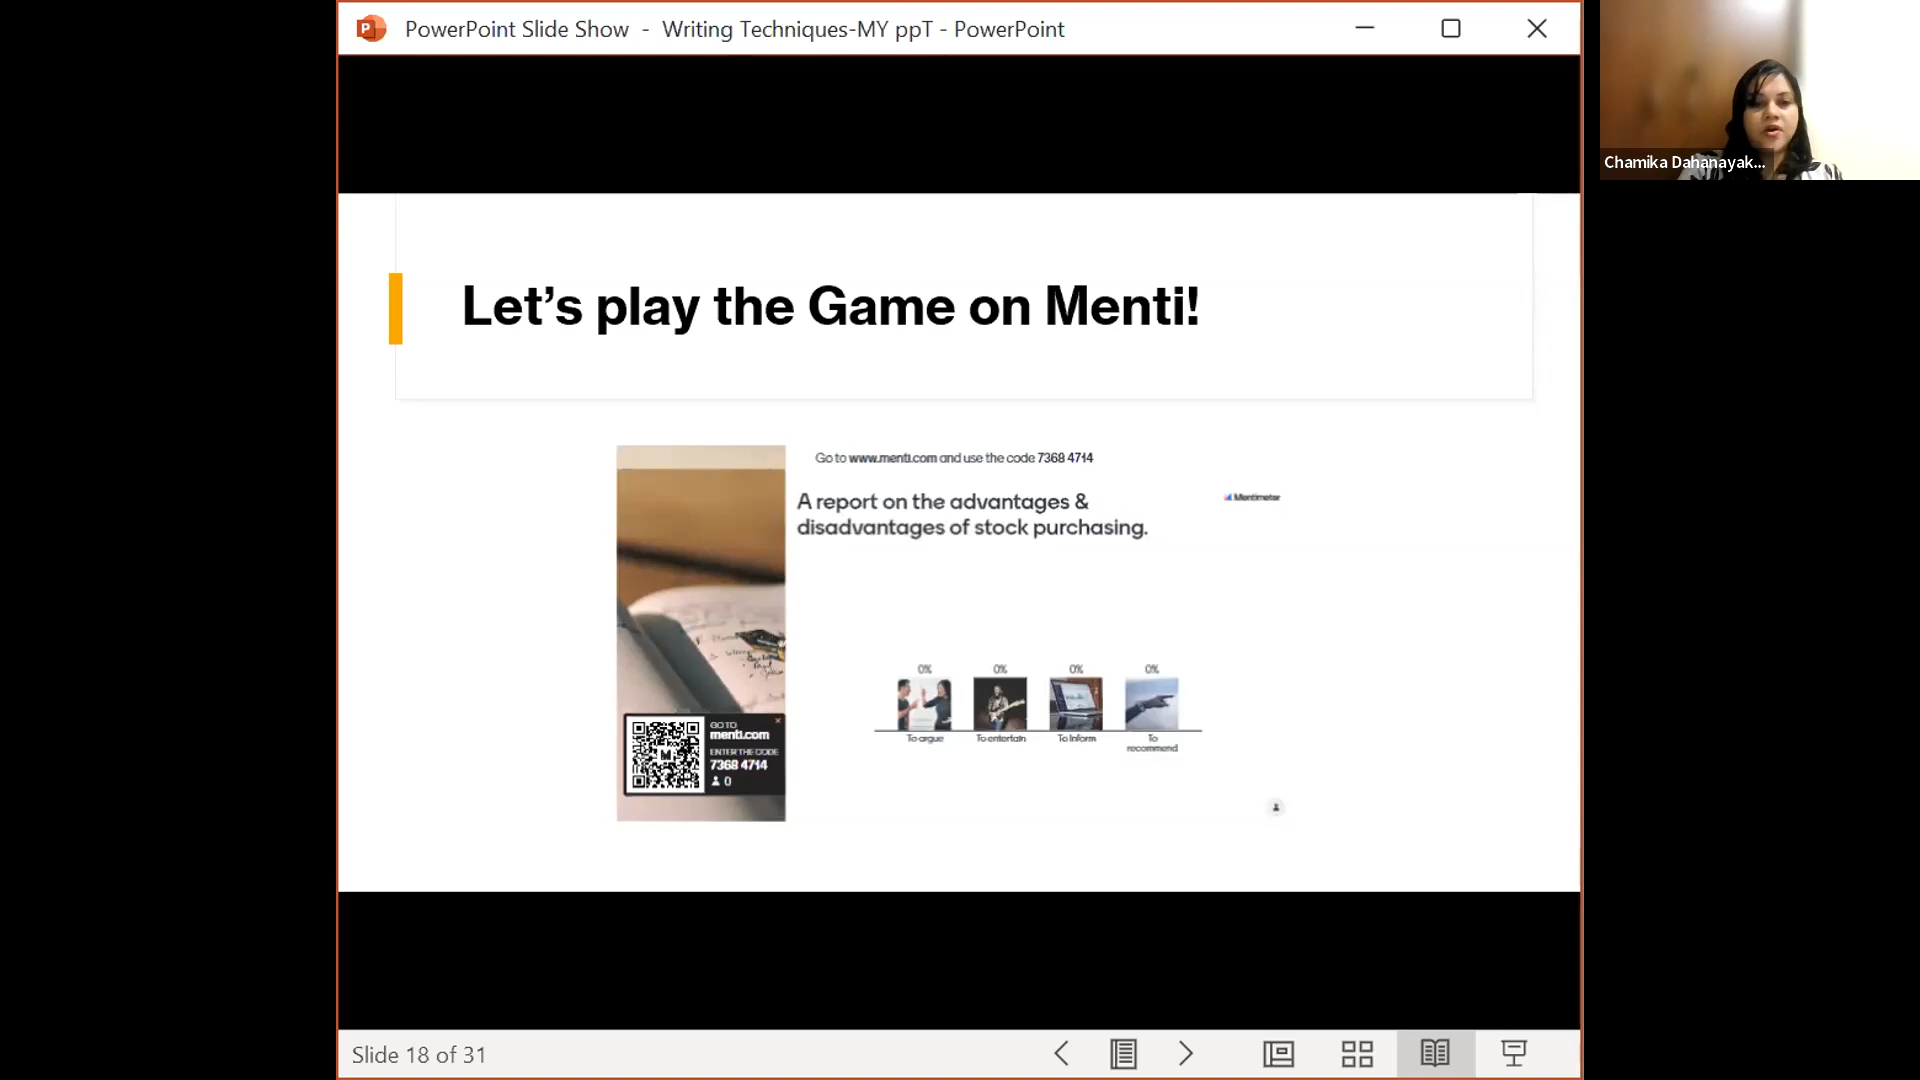 PowerPoint Slide Show - Writing Techniques-MY ppT - PowerPoint
Chamika Dahanayak...
Let's play the Game on Menti!
Go to www.menti.com and use the code 7368 4714
A report on the advantages &
disadvantages of stock purchasing.
Mentimeter
0% 0% 0% 0%
To argue To entertain To Inform To
recommend
GO TO
menti.com
ENTER THE CODE
7368 4714
0
Slide 18 of 31